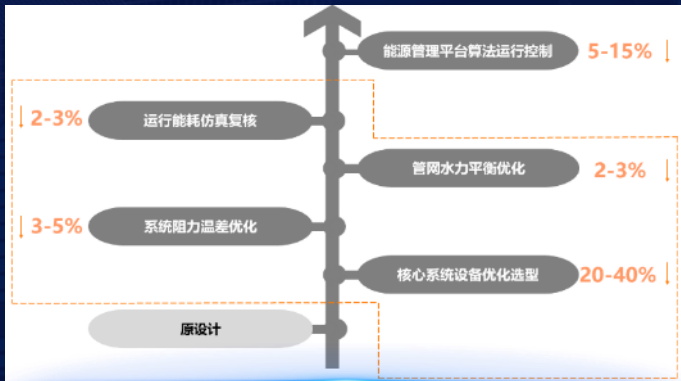 能源管理平台算法运行控制
5-15% ↓
↓ 2-3%
运行能耗仿真复核
管网水力平衡优化
2-3% ↓
↓ 3-5%
系统阻力温差优化
核心系统设备优化选型
20-40% ↓
原设计